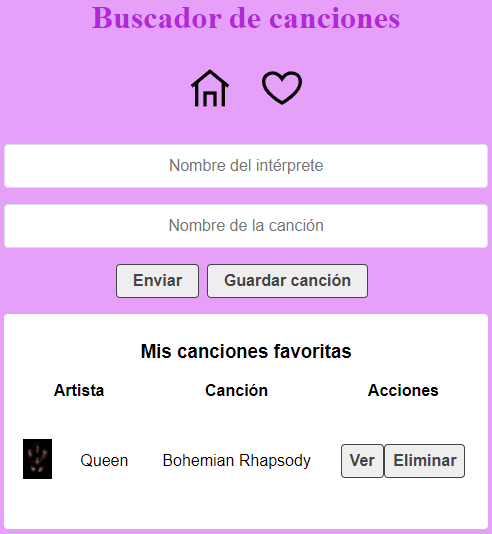 Buscador de canciones
Nombre del intérprete
Nombre de la canción
Enviar Guardar canción
Mis canciones favoritas
Artista Canción Acciones
Queen Bohemian Rhapsody Ver Eliminar